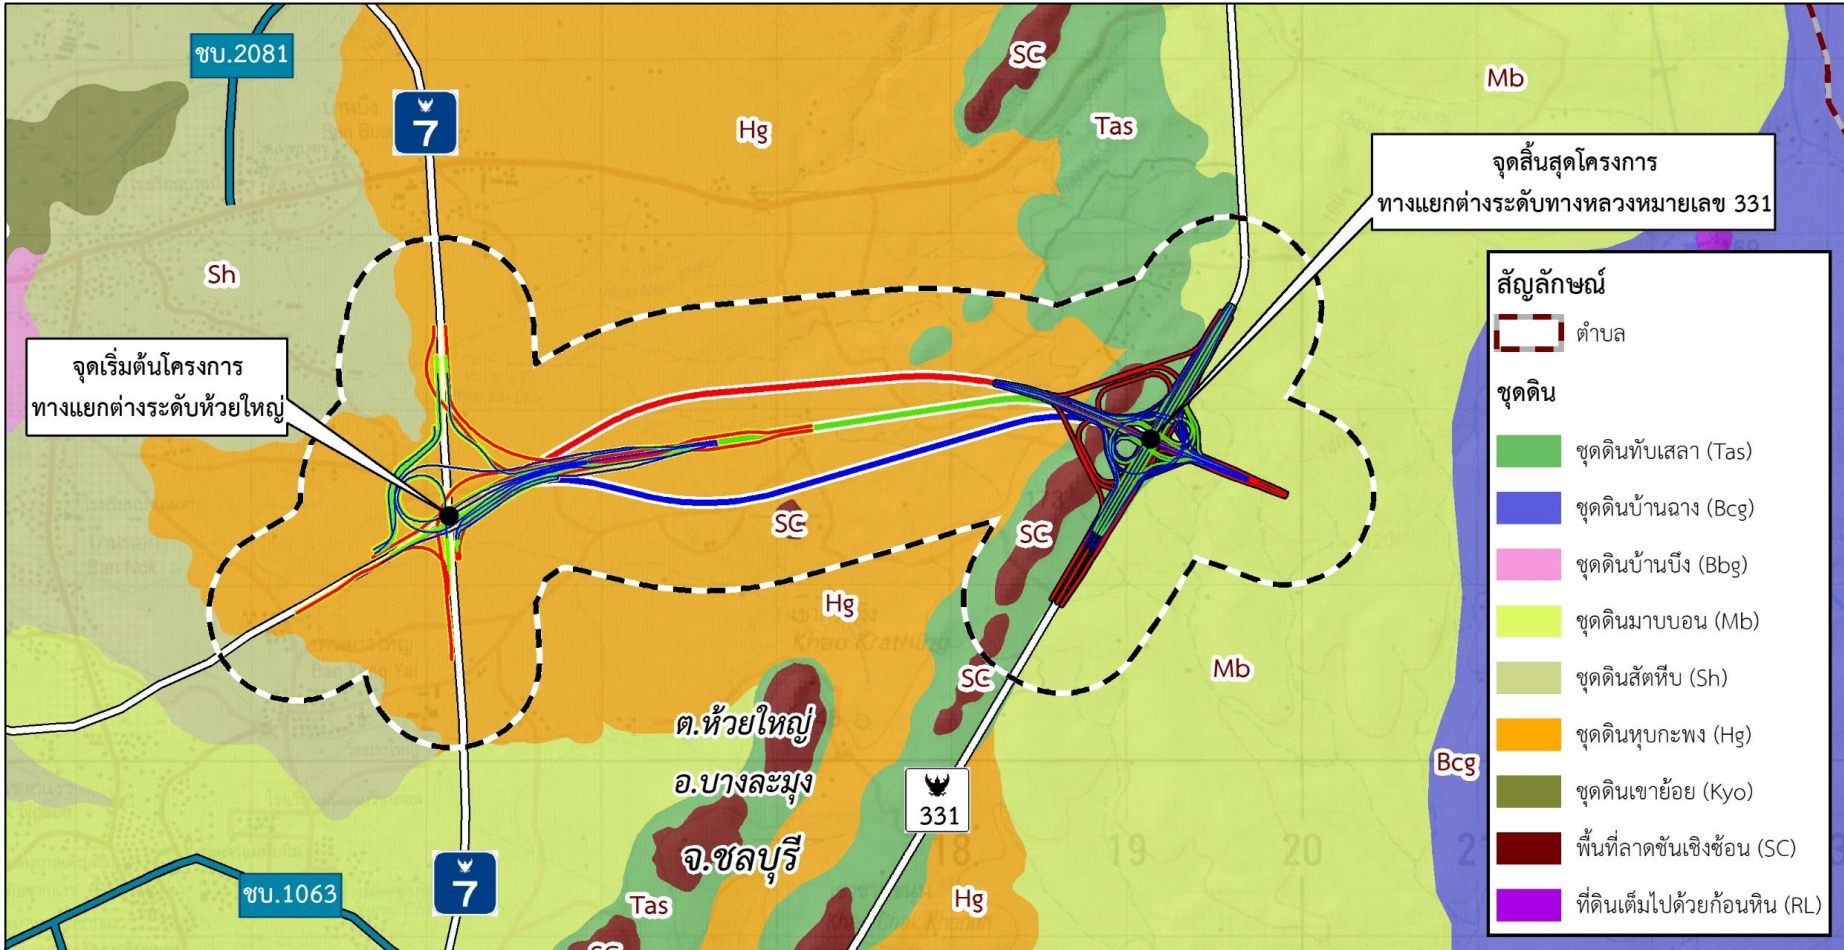 ชบ.2081
7
Hg
SC
Tas
Mb
จุดสิ้นสุดโครงการ
ทางแยกต่างระดับทางหลวงหมายเลข 331
Sh
จุดเริ่มต้นโครงการ
ทางแยกต่างระดับห้วยใหญ่
SC
SC
Hg
Khao Krathing
SC
Mb
ต.ห้วยใหญ่
อ.บางละมุง
จ.ชลบุรี
331
Bcg
18
19
20
ชบ.1063
7
Tas
Hg
SC
สัญลักษณ์
ตำบล
ชุดดิน
ชุดดินทับเสลา (Tas)
ชุดดินบ้านฉาง (Bcg)
ชุดดินบ้านบึง (Bbg)
ชุดดินมาบบอน (Mb)
ชุดดินสัตหีบ (Sh)
ชุดดินหุบกะพง (Hg)
ชุดดินเขาย้อย (Kyo)
พื้นที่ลาดชันเชิงซ้อน (SC)
ที่ดินเต็มไปด้วยก้อนหิน (RL)